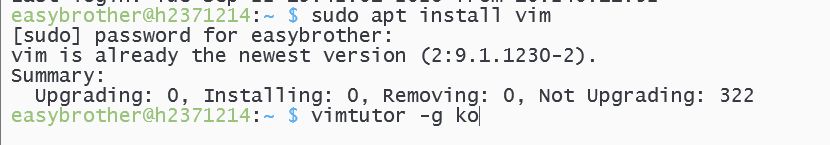 easybrother@h2371214:~ $ sudo apt install vim
[sudo] password for easybrother:
vim is already the newest version (2:9.1.1230-2).
Summary:
  Upgrading: 0, Installing: 0, Removing: 0, Not Upgrading: 322
easybrother@h2371214:~ $ vimtutor -g ko